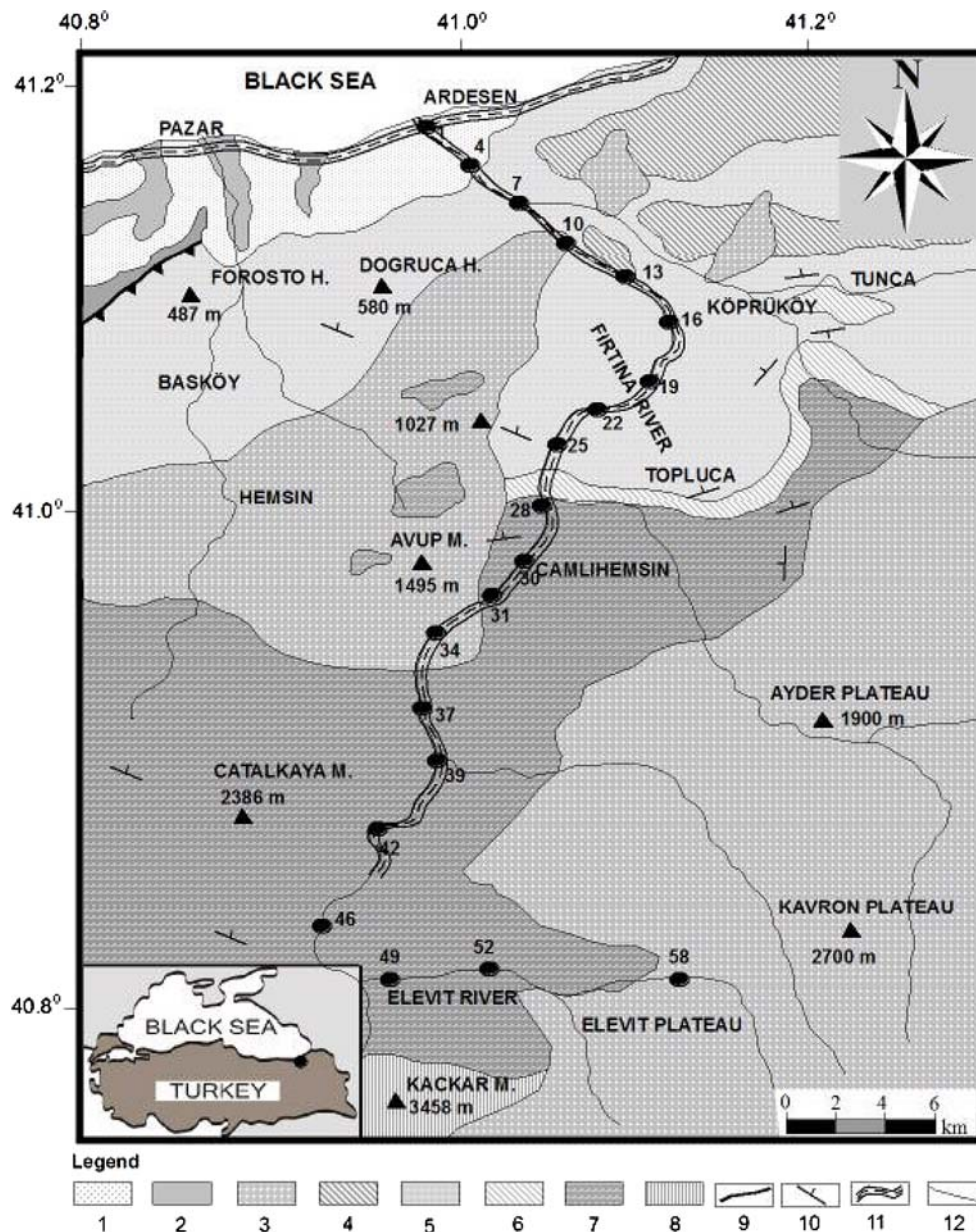 40.8⁰ 41.0⁰ 41.2⁰
41.2⁰
BLACK SEA
ARDESEN
N
PAZAR
1
4
7
10
13
FOROSTO H.
DOGRUCA H.
TUNCA
487 m
580 m
KÖPRÜKÖY
16
FIRTINA RIVER
BASKÖY
19
1027 m
22
25
TOPLUCA
HEMSIN
41.0⁰
28
AVUP M.
1495 m
CAMLIHEMSIN
30
31
34
AYDER PLATEAU
1900 m
37
39
CATALKAYA M.
2386 m
42
KAVRON PLATEAU
2700 m
46
49
52
58
40.8⁰
ELEVIT RIVER
ELEVIT PLATEAU
BLACK SEA
TURKEY
KACKAR M.
3458 m
0 2 4 6
km
Legend
1 2 3 4 5 6 7 8 9 10 11 12